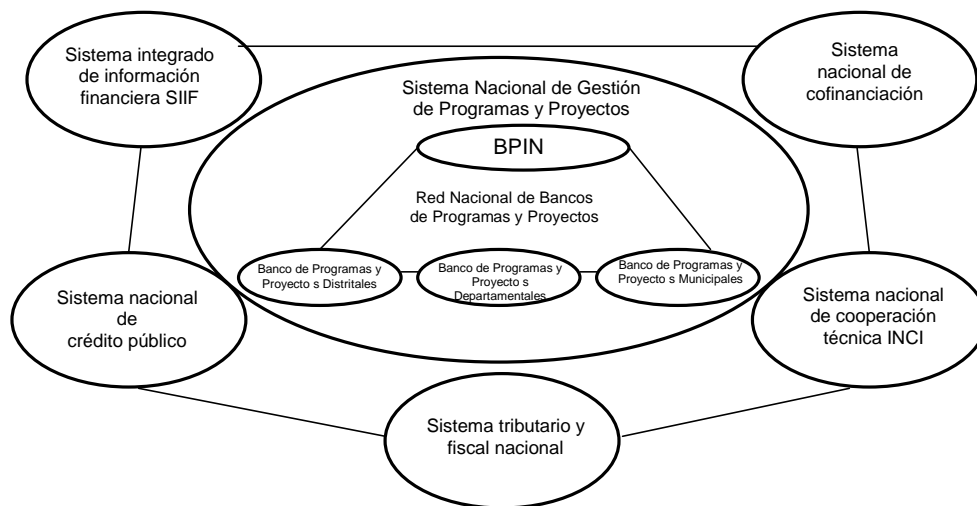 Sistema integrado
de información
financiera SIIF
Sistema
nacional de
cofinanciación
Sistema Nacional de Gestión
de Programas y Proyectos
BPIN
Red Nacional de Bancos
de Programas y Proyectos
Banco de Programas y
Proyecto s Distritales
Banco de Programas y
Proyecto s
Departamentales
Banco de Programas y
Proyecto s Municipales
Sistema nacional
de
crédito público
Sistema nacional
de cooperación
técnica INCI
Sistema tributario y
fiscal nacional